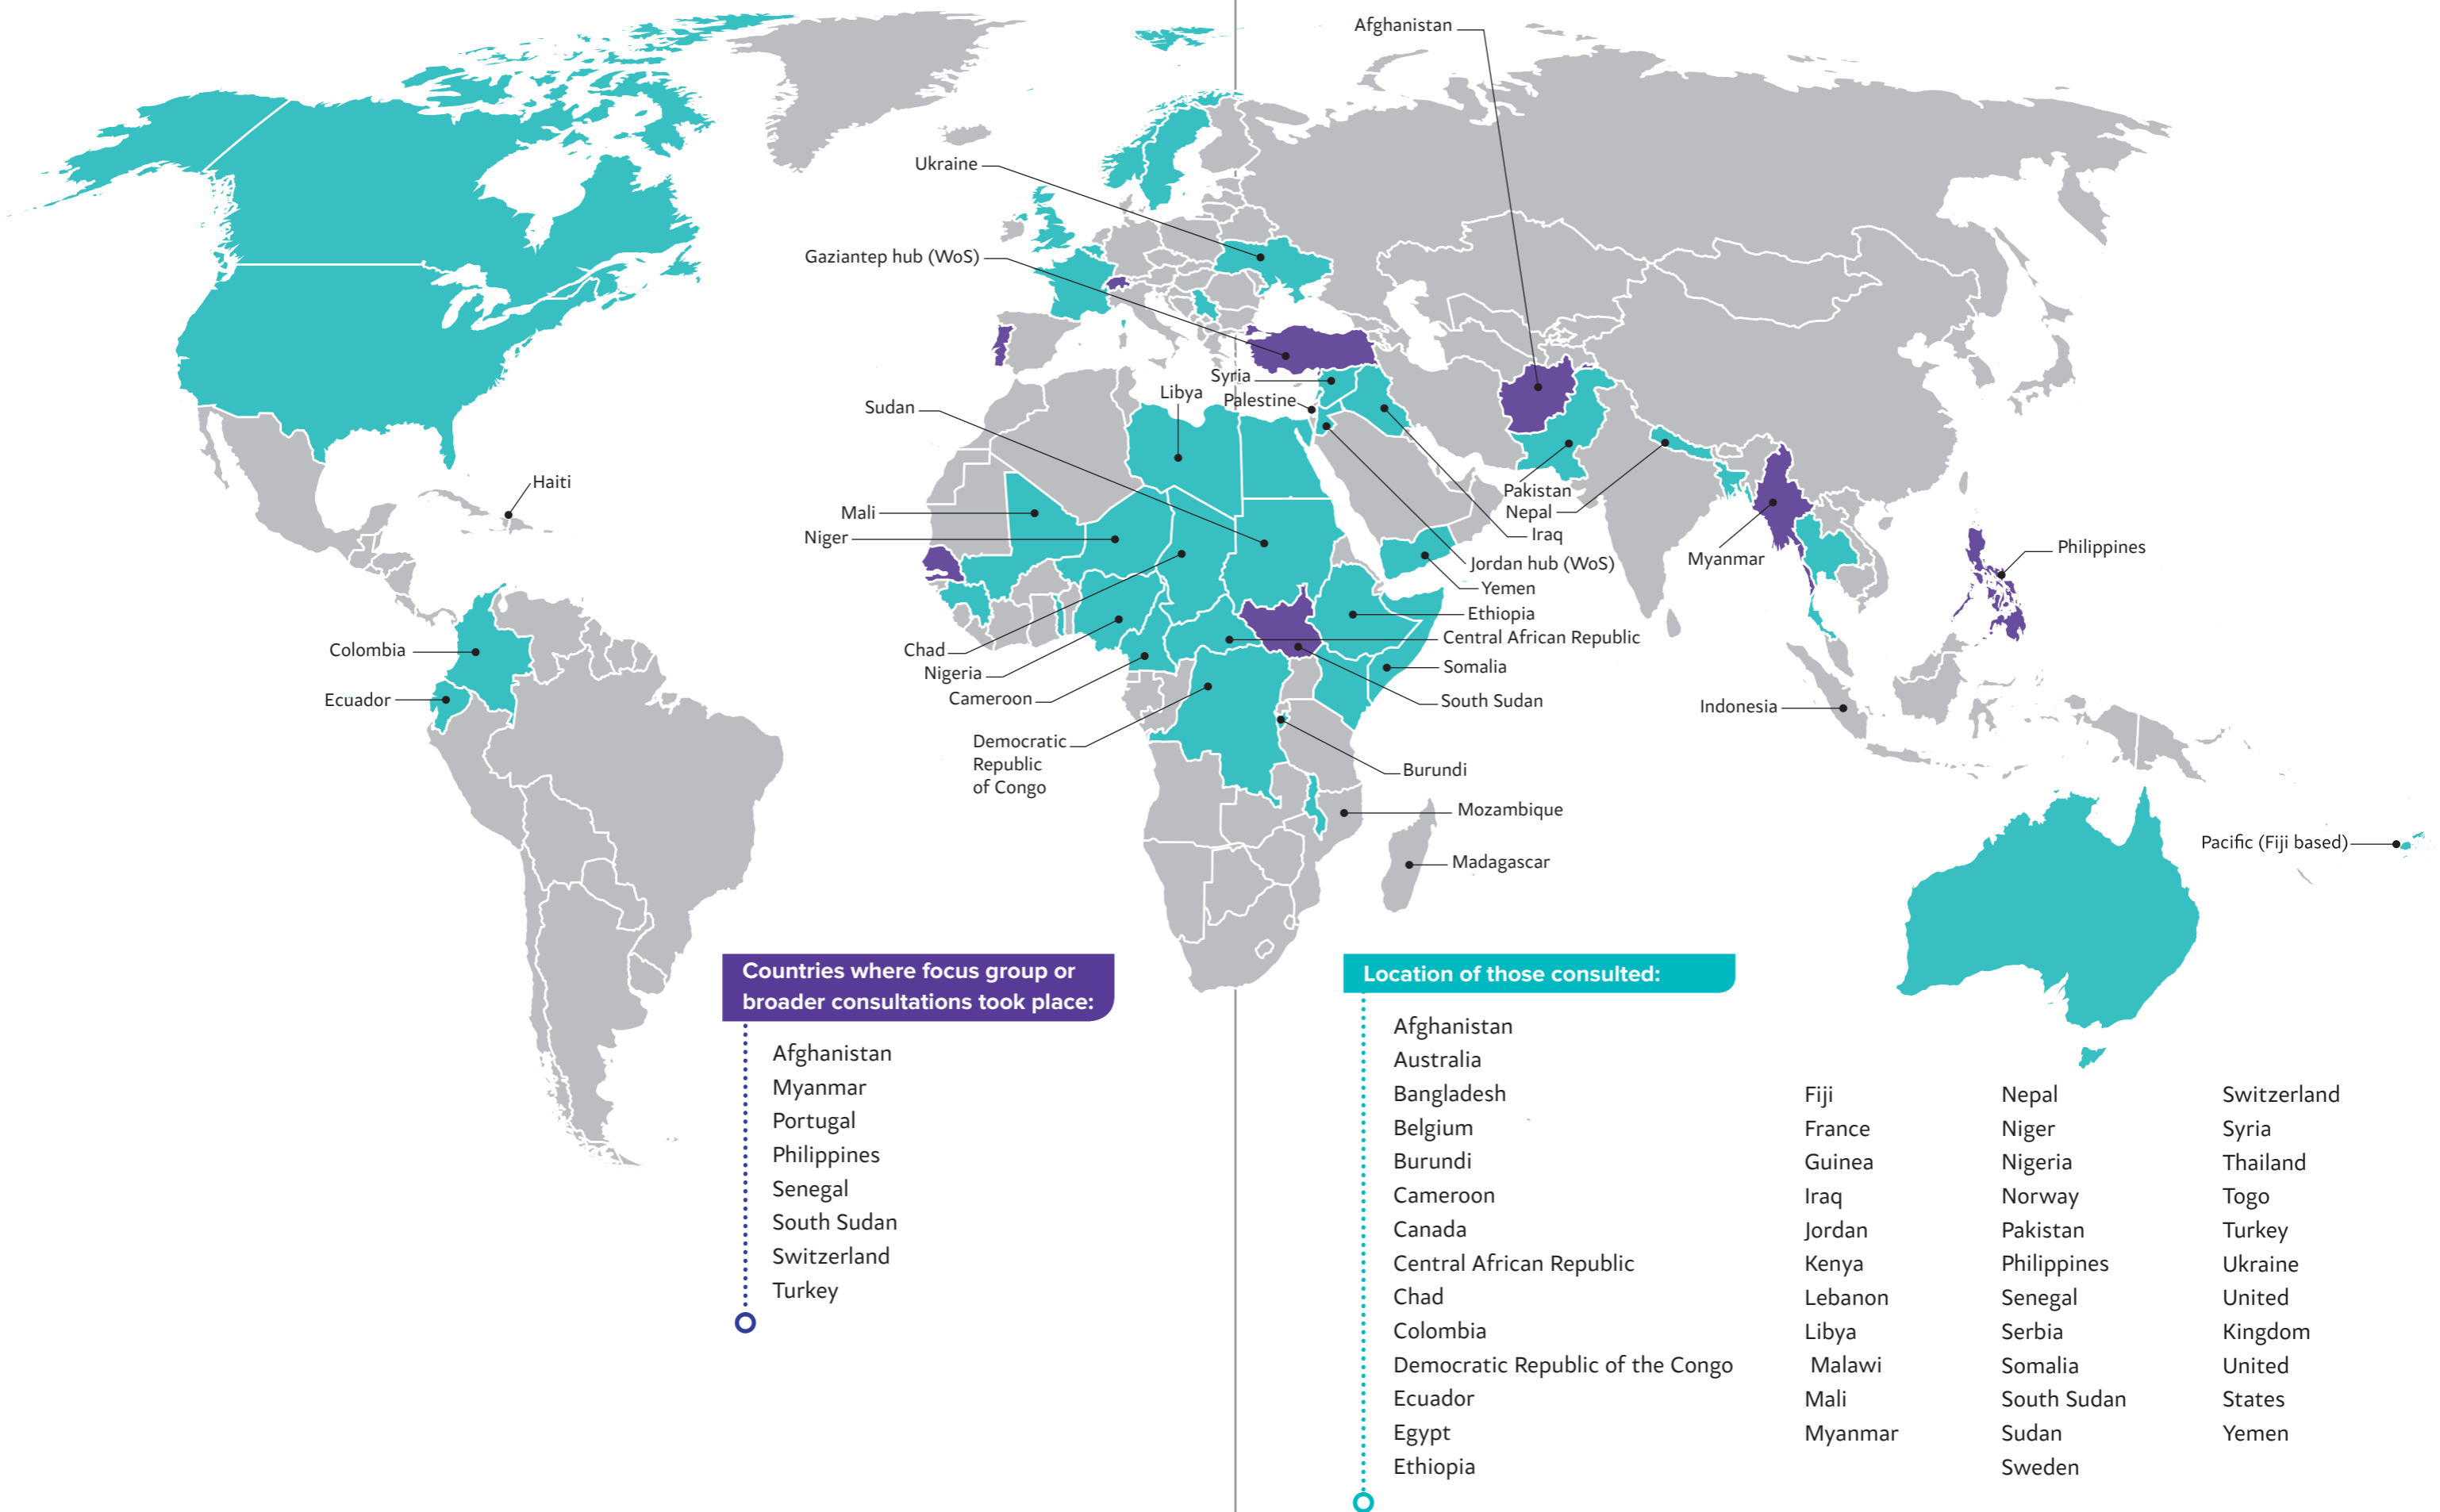 Afghanistan
Ukraine
Gaziantep hub (WoS)
Syria
Libya
Palestine
Sudan
Haiti
Pakistan
Mali
Nepal
Niger
Iraq
Myanmar
Philippines
Jordan hub (WoS)
Yemen
Ethiopia
Central African Republic
Colombia
Chad
Somalia
Nigeria
Ecuador
Cameroon
South Sudan
Indonesia
Democratic
Republic
of Congo
Burundi
Mozambique
Pacific (Fiji based)
Madagascar
Countries where focus group or
broader consultations took place:
Afghanistan
Myanmar
Portugal
Philippines
Senegal
South Sudan
Switzerland
Turkey
Location of those consulted:
Afghanistan
Australia
Bangladesh
Belgium
Burundi
Cameroon
Canada
Central African Republic
Chad
Colombia
Democratic Republic of the Congo
Ecuador
Egypt
Ethiopia
Fiji
France
Guinea
Iraq
Jordan
Kenya
Lebanon
Libya
Malawi
Mali
Myanmar
Nepal
Niger
Nigeria
Norway
Pakistan
Philippines
Senegal
Serbia
Somalia
South Sudan
Sudan
Sweden
Switzerland
Syria
Thailand
Togo
Turkey
Ukraine
United
Kingdom
United
States
Yemen